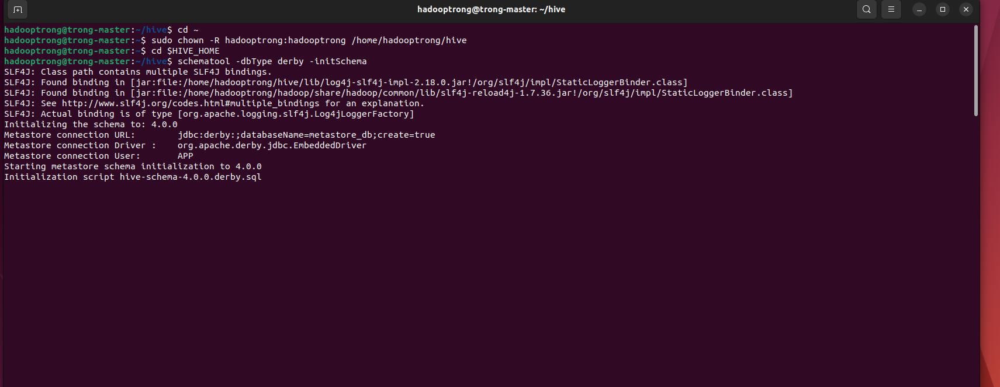 hadooptrong@trong-master: ~/hive
hadooptrong@trong-master:~/hive$ cd ~
hadooptrong@trong-master:~$ sudo chown -R hadooptrong:hadooptrong /home/hadooptrong/hive
hadooptrong@trong-master:~$ cd $HIVE_HOME
hadooptrong@trong-master:~/hive$ schematool -dbType derby -initSchema
SLF4J: Class path contains multiple SLF4J bindings.
SLF4J: Found binding in [jar:file:/home/hadooptrong/hive/lib/log4j-slf4j-impl-2.18.0.jar!/org/slf4j/impl/StaticLoggerBinder.class]
SLF4J: Found binding in [jar:file:/home/hadooptrong/hadoop/share/hadoop/common/lib/slf4j-reload4j-1.7.36.jar!/org/slf4j/impl/StaticLoggerBinder.class]
SLF4J: See http://www.slf4j.org/codes.html#multiple_bindings for an explanation.
SLF4J: Actual binding is of type [org.apache.logging.slf4j.Log4jLoggerFactory]
Initializing the schema to: 4.0.0
Metastore connection URL:        jdbc:derby:;databaseName=metastore_db;create=true
Metastore connection Driver :    org.apache.derby.jdbc.EmbeddedDriver
Metastore connection User:       APP
Starting metastore schema initialization to 4.0.0
Initialization script hive-schema-4.0.0.derby.sql